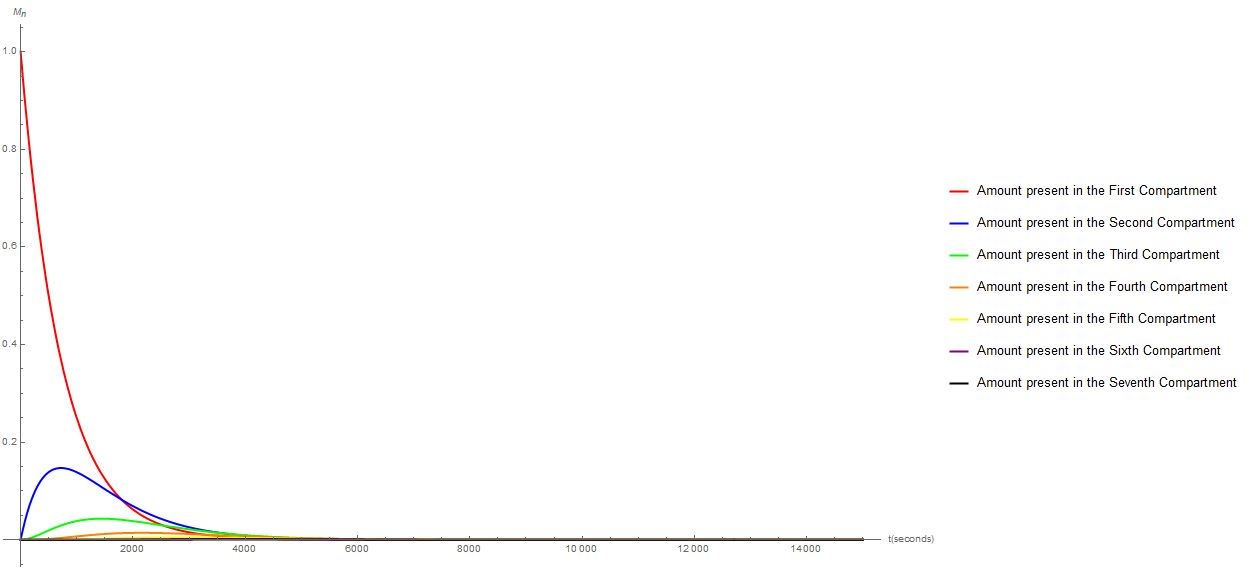 Mn
1.0
0.8
0.6
0.4
0.2
2000 4000 6000 8000 10 000 12 000 14 000 t(seconds)
Amount present in the First Compartment
Amount present in the Second Compartment
Amount present in the Third Compartment
Amount present in the Fourth Compartment
Amount present in the Fifth Compartment
Amount present in the Sixth Compartment
Amount present in the Seventh Compartment